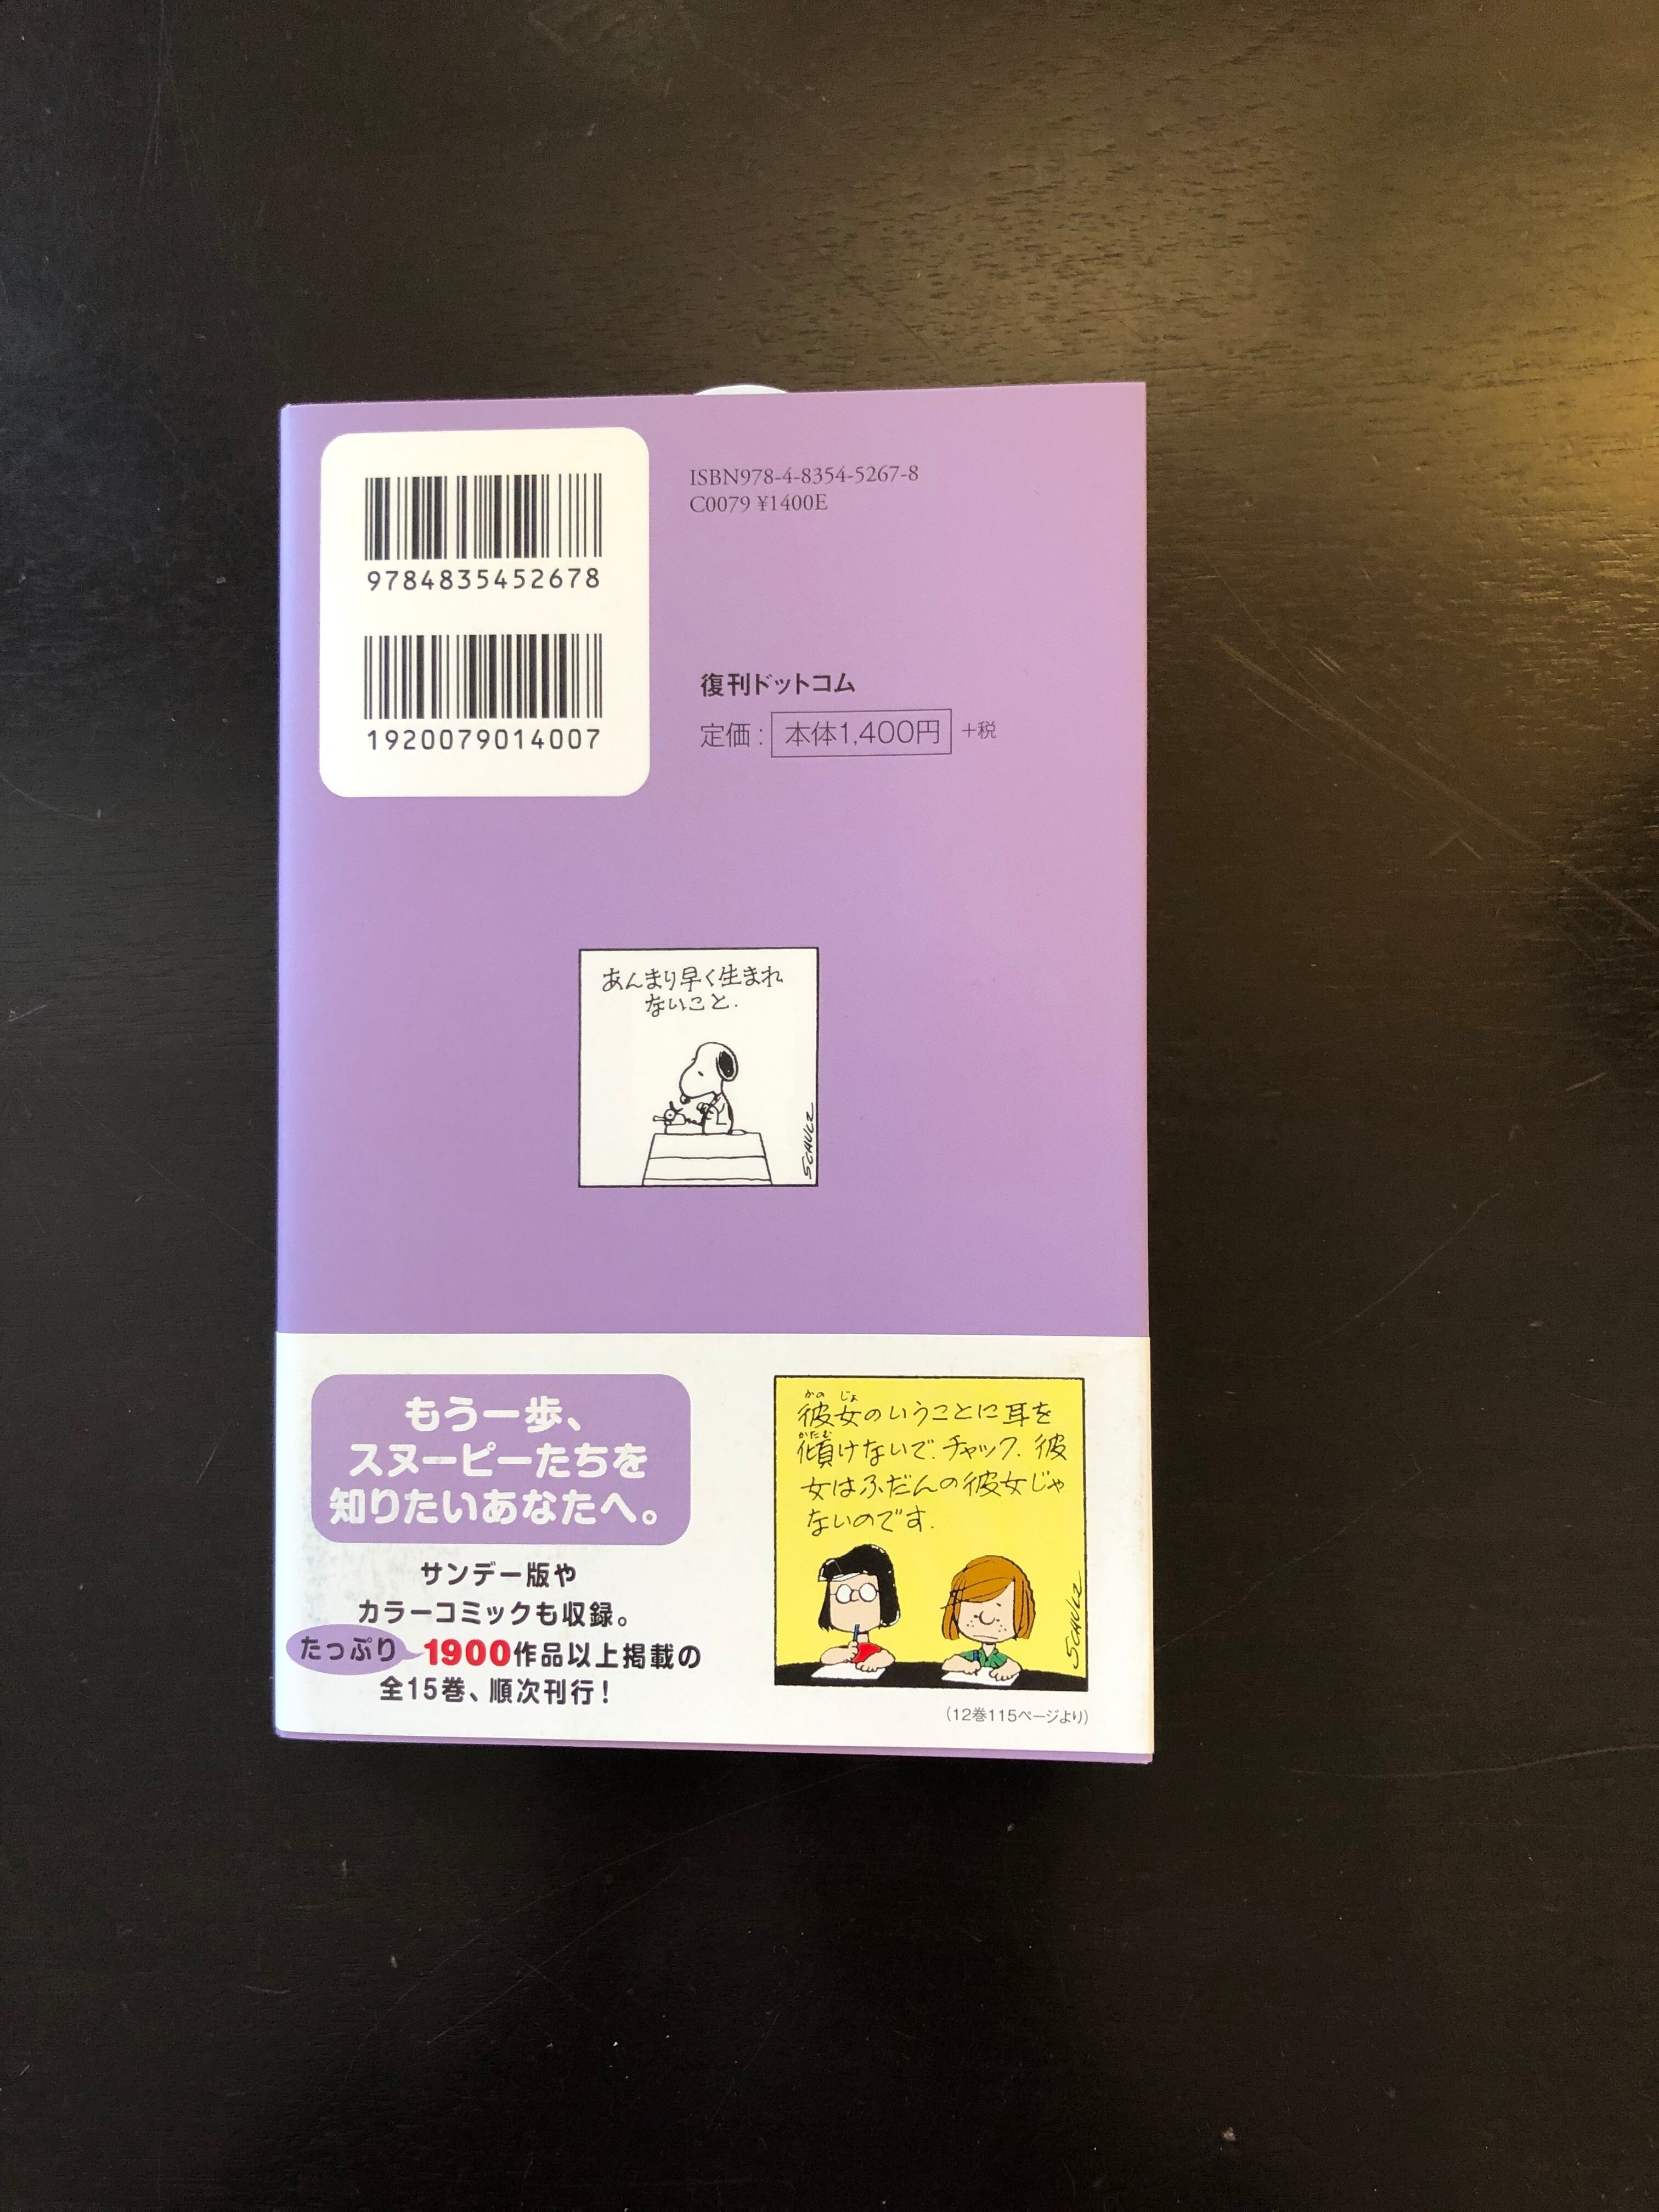 9784835452678
1920079014007
ISBN978-4-8354-5267-8
C0079 ¥1400E
復刊ドットコム
定価: 本体1,400円 +税
あんまり早く生まれ
ないこと.
SCHULZ
もう一歩、
スヌーピーたちを
知りたいあなたへ。
サンデー版や
カラーコミックも収録。
たっぷり 1900作品以上掲載の
全15巻、順次刊行!
かの じょ
彼女のいうことに耳を
かたむ
傾けないで.チャック.彼
女はふだんの彼女じゃ
ないのです.
SCHULZ
(12巻115ページより)